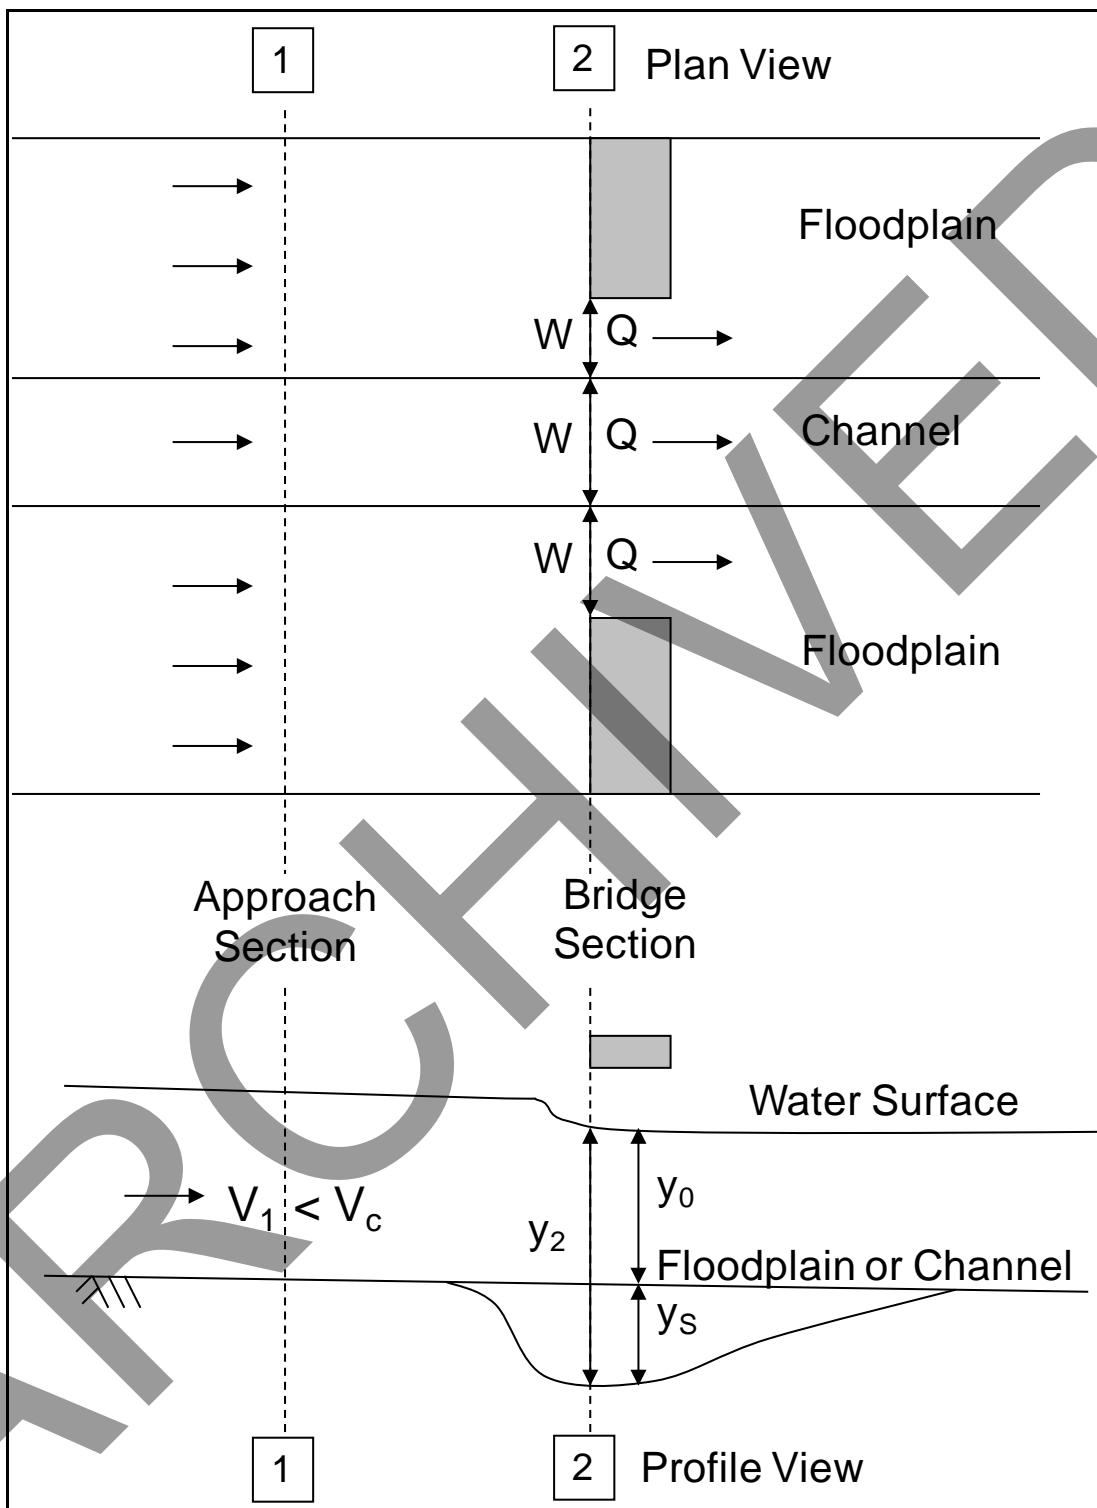 1
2
Plan View
Floodplain
W
Q
W
Q
Channel
W
Q
Floodplain
Approach
Section
Bridge
Section
Water Surface
V1 < Vc
y0
y2
Floodplain or Channel
yS
1
2
Profile View
ARCHIVED